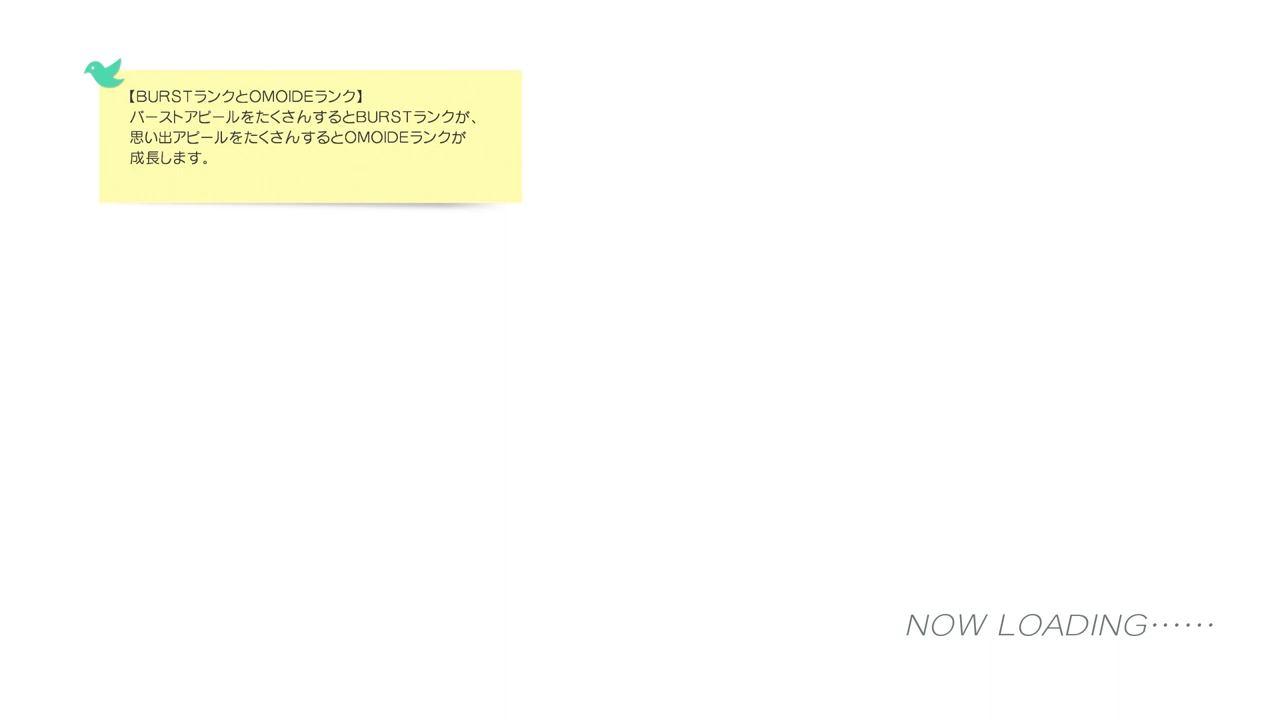 【BURSTランクとOMOIDEランク】
バーストアピールをたくさんするとBURSTランクが、
思い出アピールをたくさんするとOMOIDEランクが
成長します。
NOW LOADING……